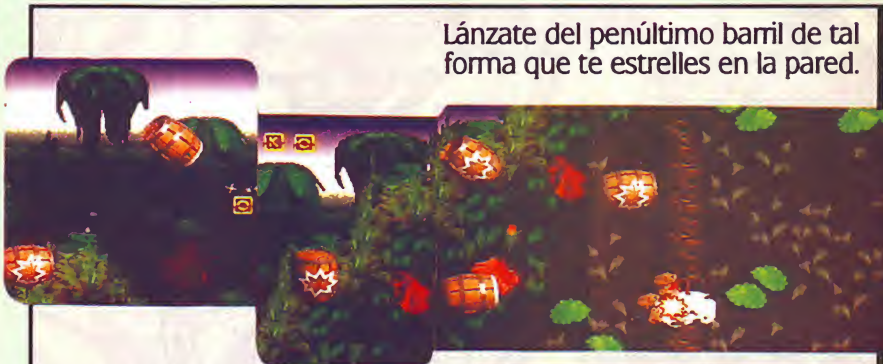 Lánzate del penúltimo barril de tal
forma que te estrelles en la pared.
K O
O